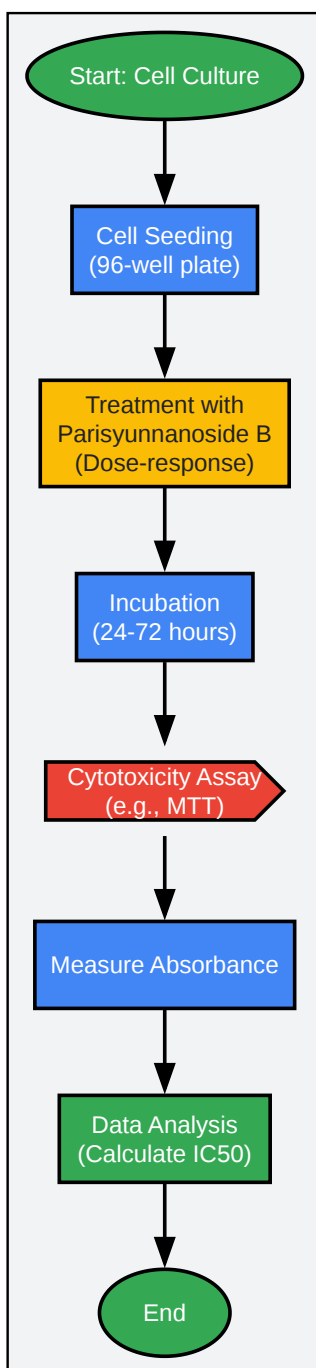 Start: Cell Culture
Cell Seeding
(96-well plate)
Treatment with
Parisyunnanoside B
(Dose-response)
Incubation
(24-72 hours)
Cytotoxicity Assay
(e.g., MTT)
Measure Absorbance
Data Analysis
(Calculate IC50)
End